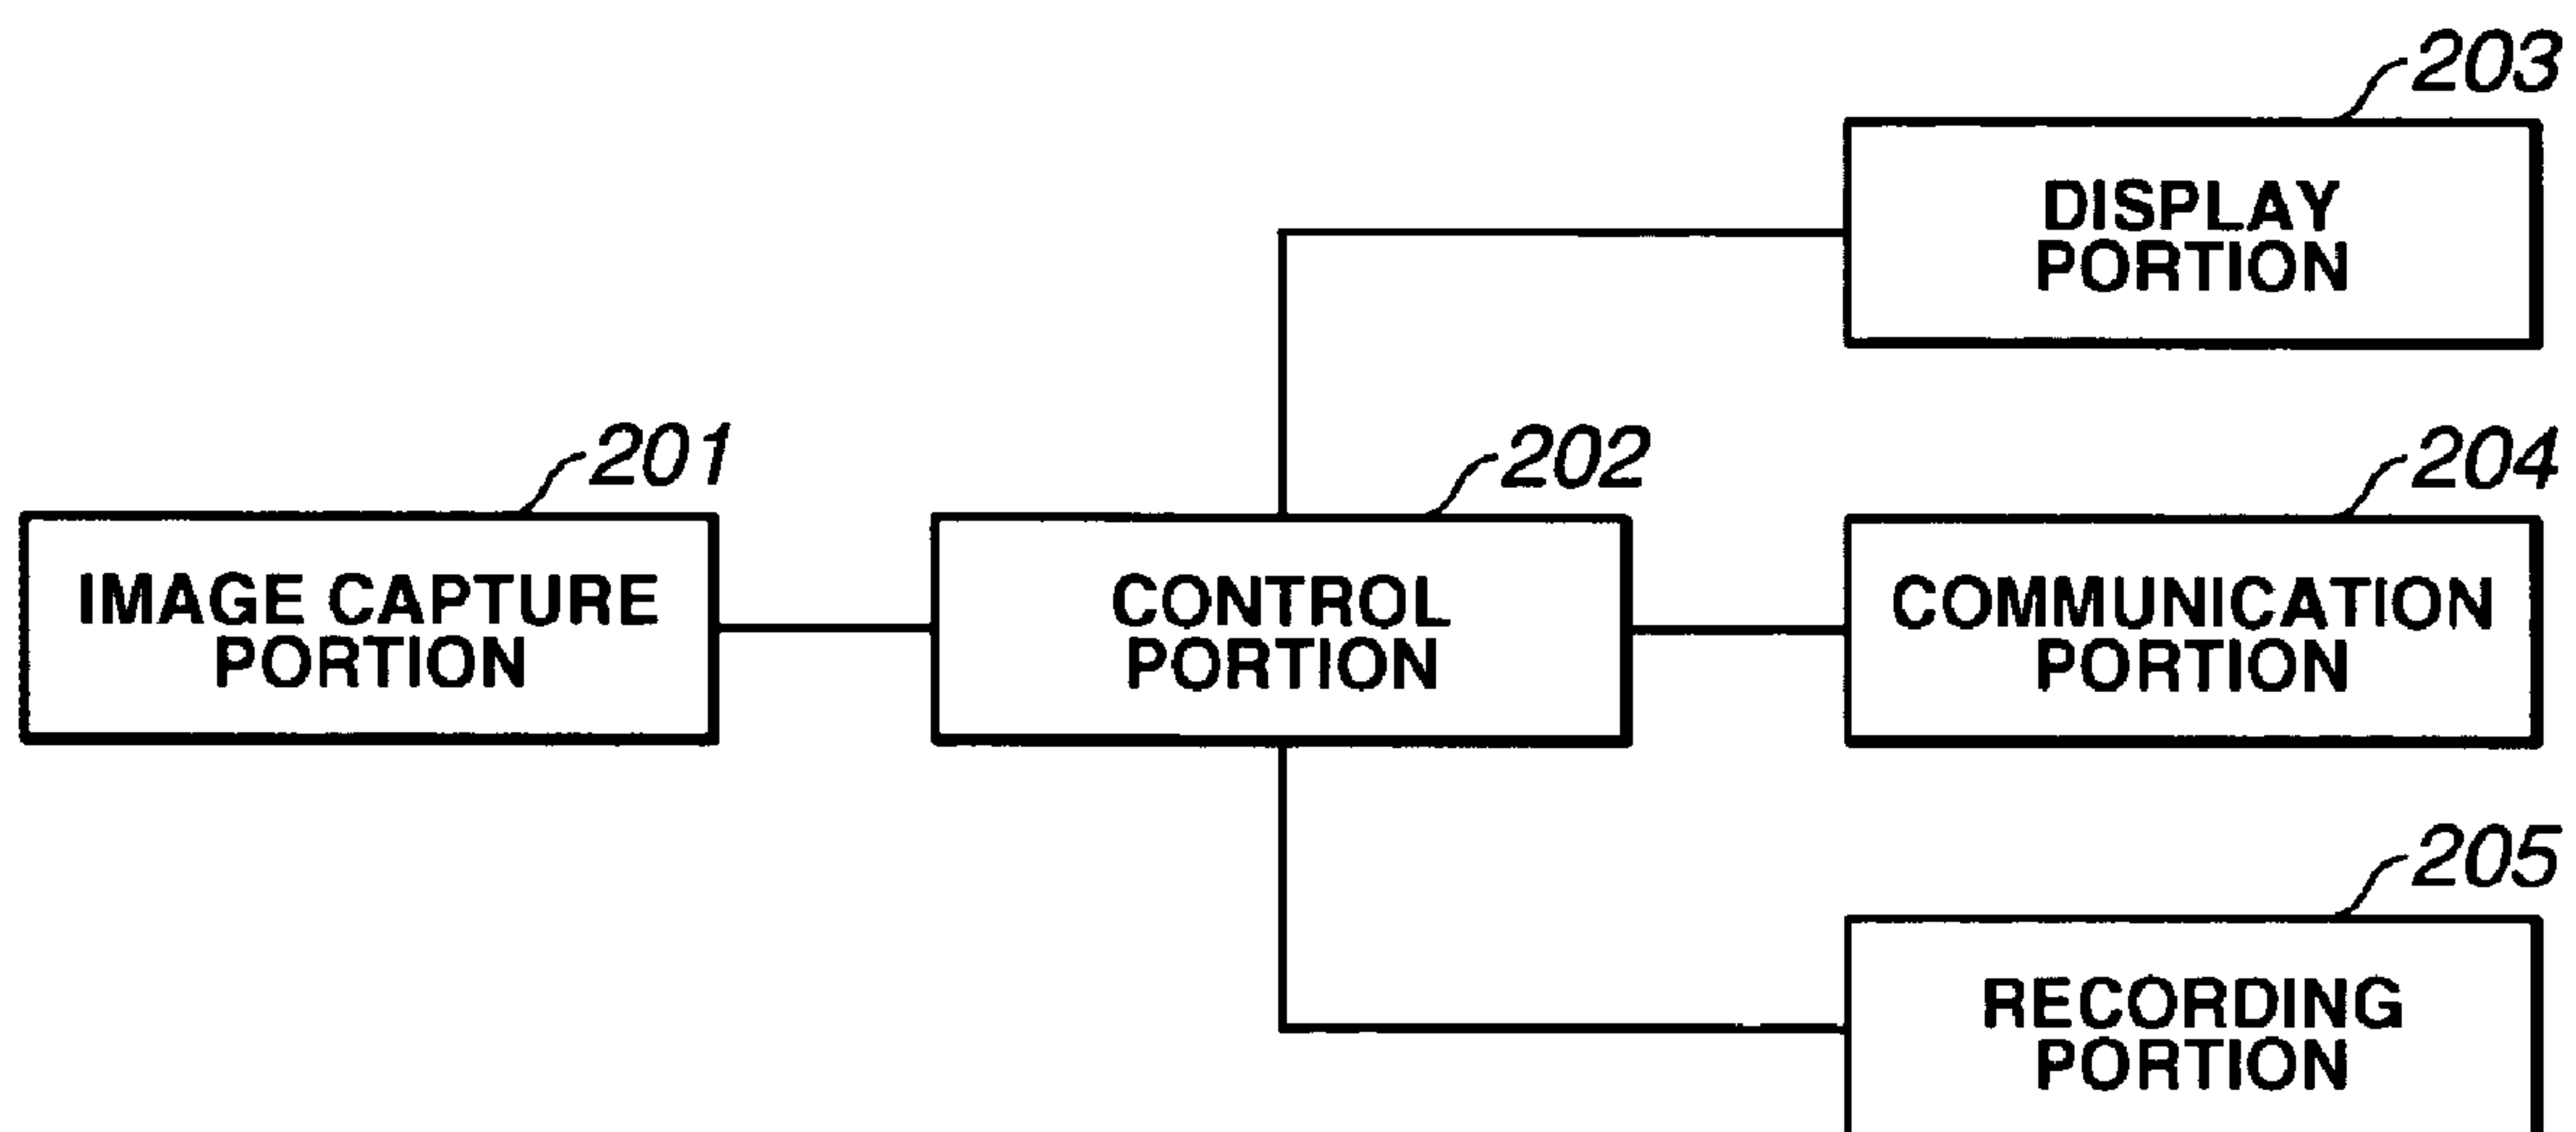 203
DISPLAY
PORTION
201
202
204
IMAGE CAPTURE
PORTION
CONTROL
PORTION
COMMUNICATION
PORTION
205
RECORDING
PORTION